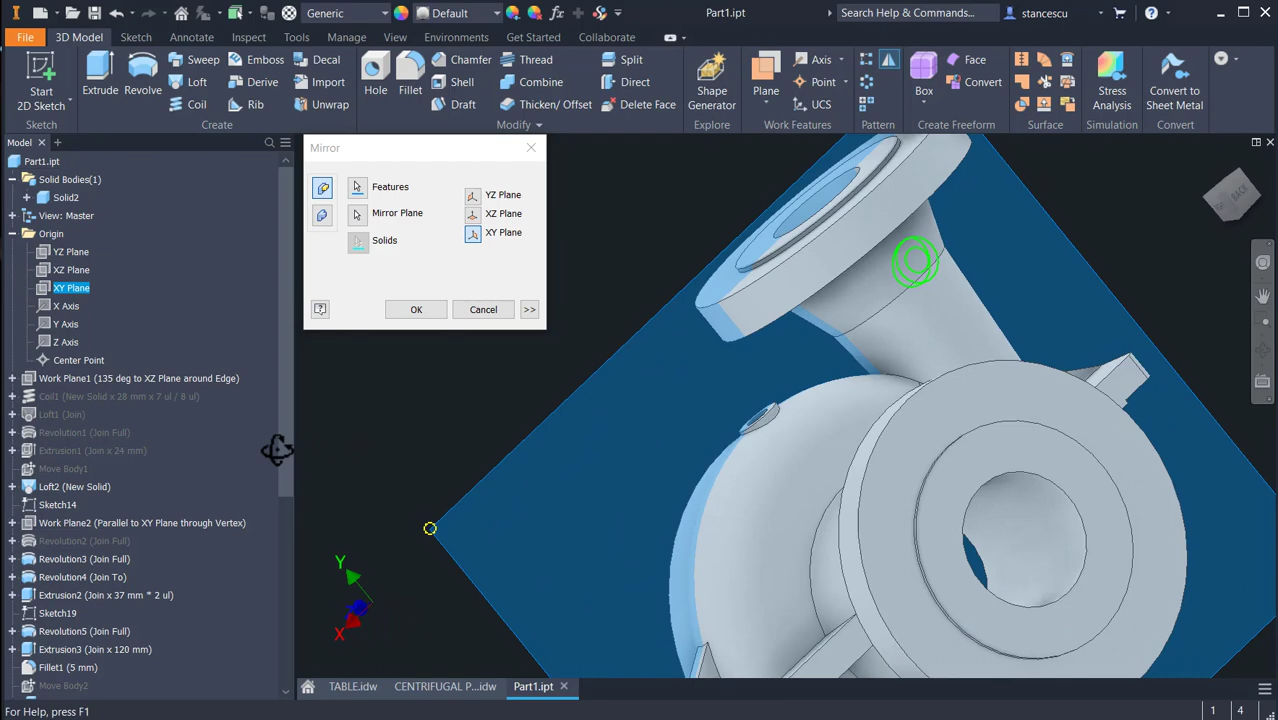 Generic
Default
Part1.ipt
Search Help & Commands...
stancescu
File 3D Model Sketch Annotate Inspect Tools Manage View Environments Get Started Collaborate
Start
2D Sketch
Extrude
Revolve
Sweep
Loft
Coil
Emboss
Derive
Rib
Decal
Import
Unwrap
Hole
Fillet
Chamfer
Shell
Draft
Thread
Combine
Thicken/ Offset
Split
Direct
Delete Face
Shape
Generator
Plane
Axis
Point
UCS
Box
Face
Convert
Stress
Analysis
Convert to
Sheet Metal
Sketch
Create
Modify
Explore
Work Features
Pattern
Create Freeform
Surface
Simulation
Convert
Model
Part1.ipt
Solid Bodies(1)
Solid2
View: Master
Origin
YZ Plane
XZ Plane
XY Plane
X Axis
Y Axis
Z Axis
Center Point
Work Plane1 (135 deg to XZ Plane around Edge)
Coil1 (New Solid x 28 mm x 7 ul / 8 ul)
Loft1 (Join)
Revolution1 (Join Full)
Extrusion1 (Join x 24 mm)
Move Body1
Loft2 (New Solid)
Sketch14
Work Plane2 (Parallel to XY Plane through Vertex)
Revolution2 (Join Full)
Revolution3 (Join Full)
Revolution4 (Join To)
Extrusion2 (Join x 37 mm * 2 ul)
Sketch19
Revolution5 (Join Full)
Extrusion3 (Join x 120 mm)
Fillet1 (5 mm)
Move Body2
Mirror
Features
Mirror Plane
Solids
YZ Plane
XZ Plane
XY Plane
OK
Cancel
>>
BACK
Y
X
TABLE.idw
CENTRIFUGAL P...idw
Part1.ipt
For Help, press F1
1
4